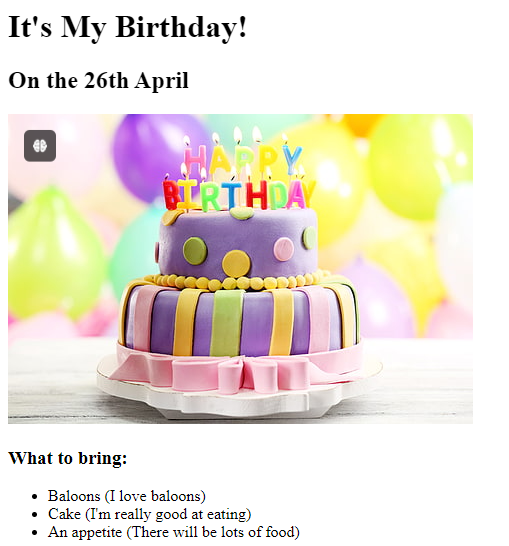 It's My Birthday!
On the 26th April
HAPPY
BIRTHDAY
What to bring:
Baloons (I love baloons)
Cake (I'm really good at eating)
An appetite (There will be lots of food)